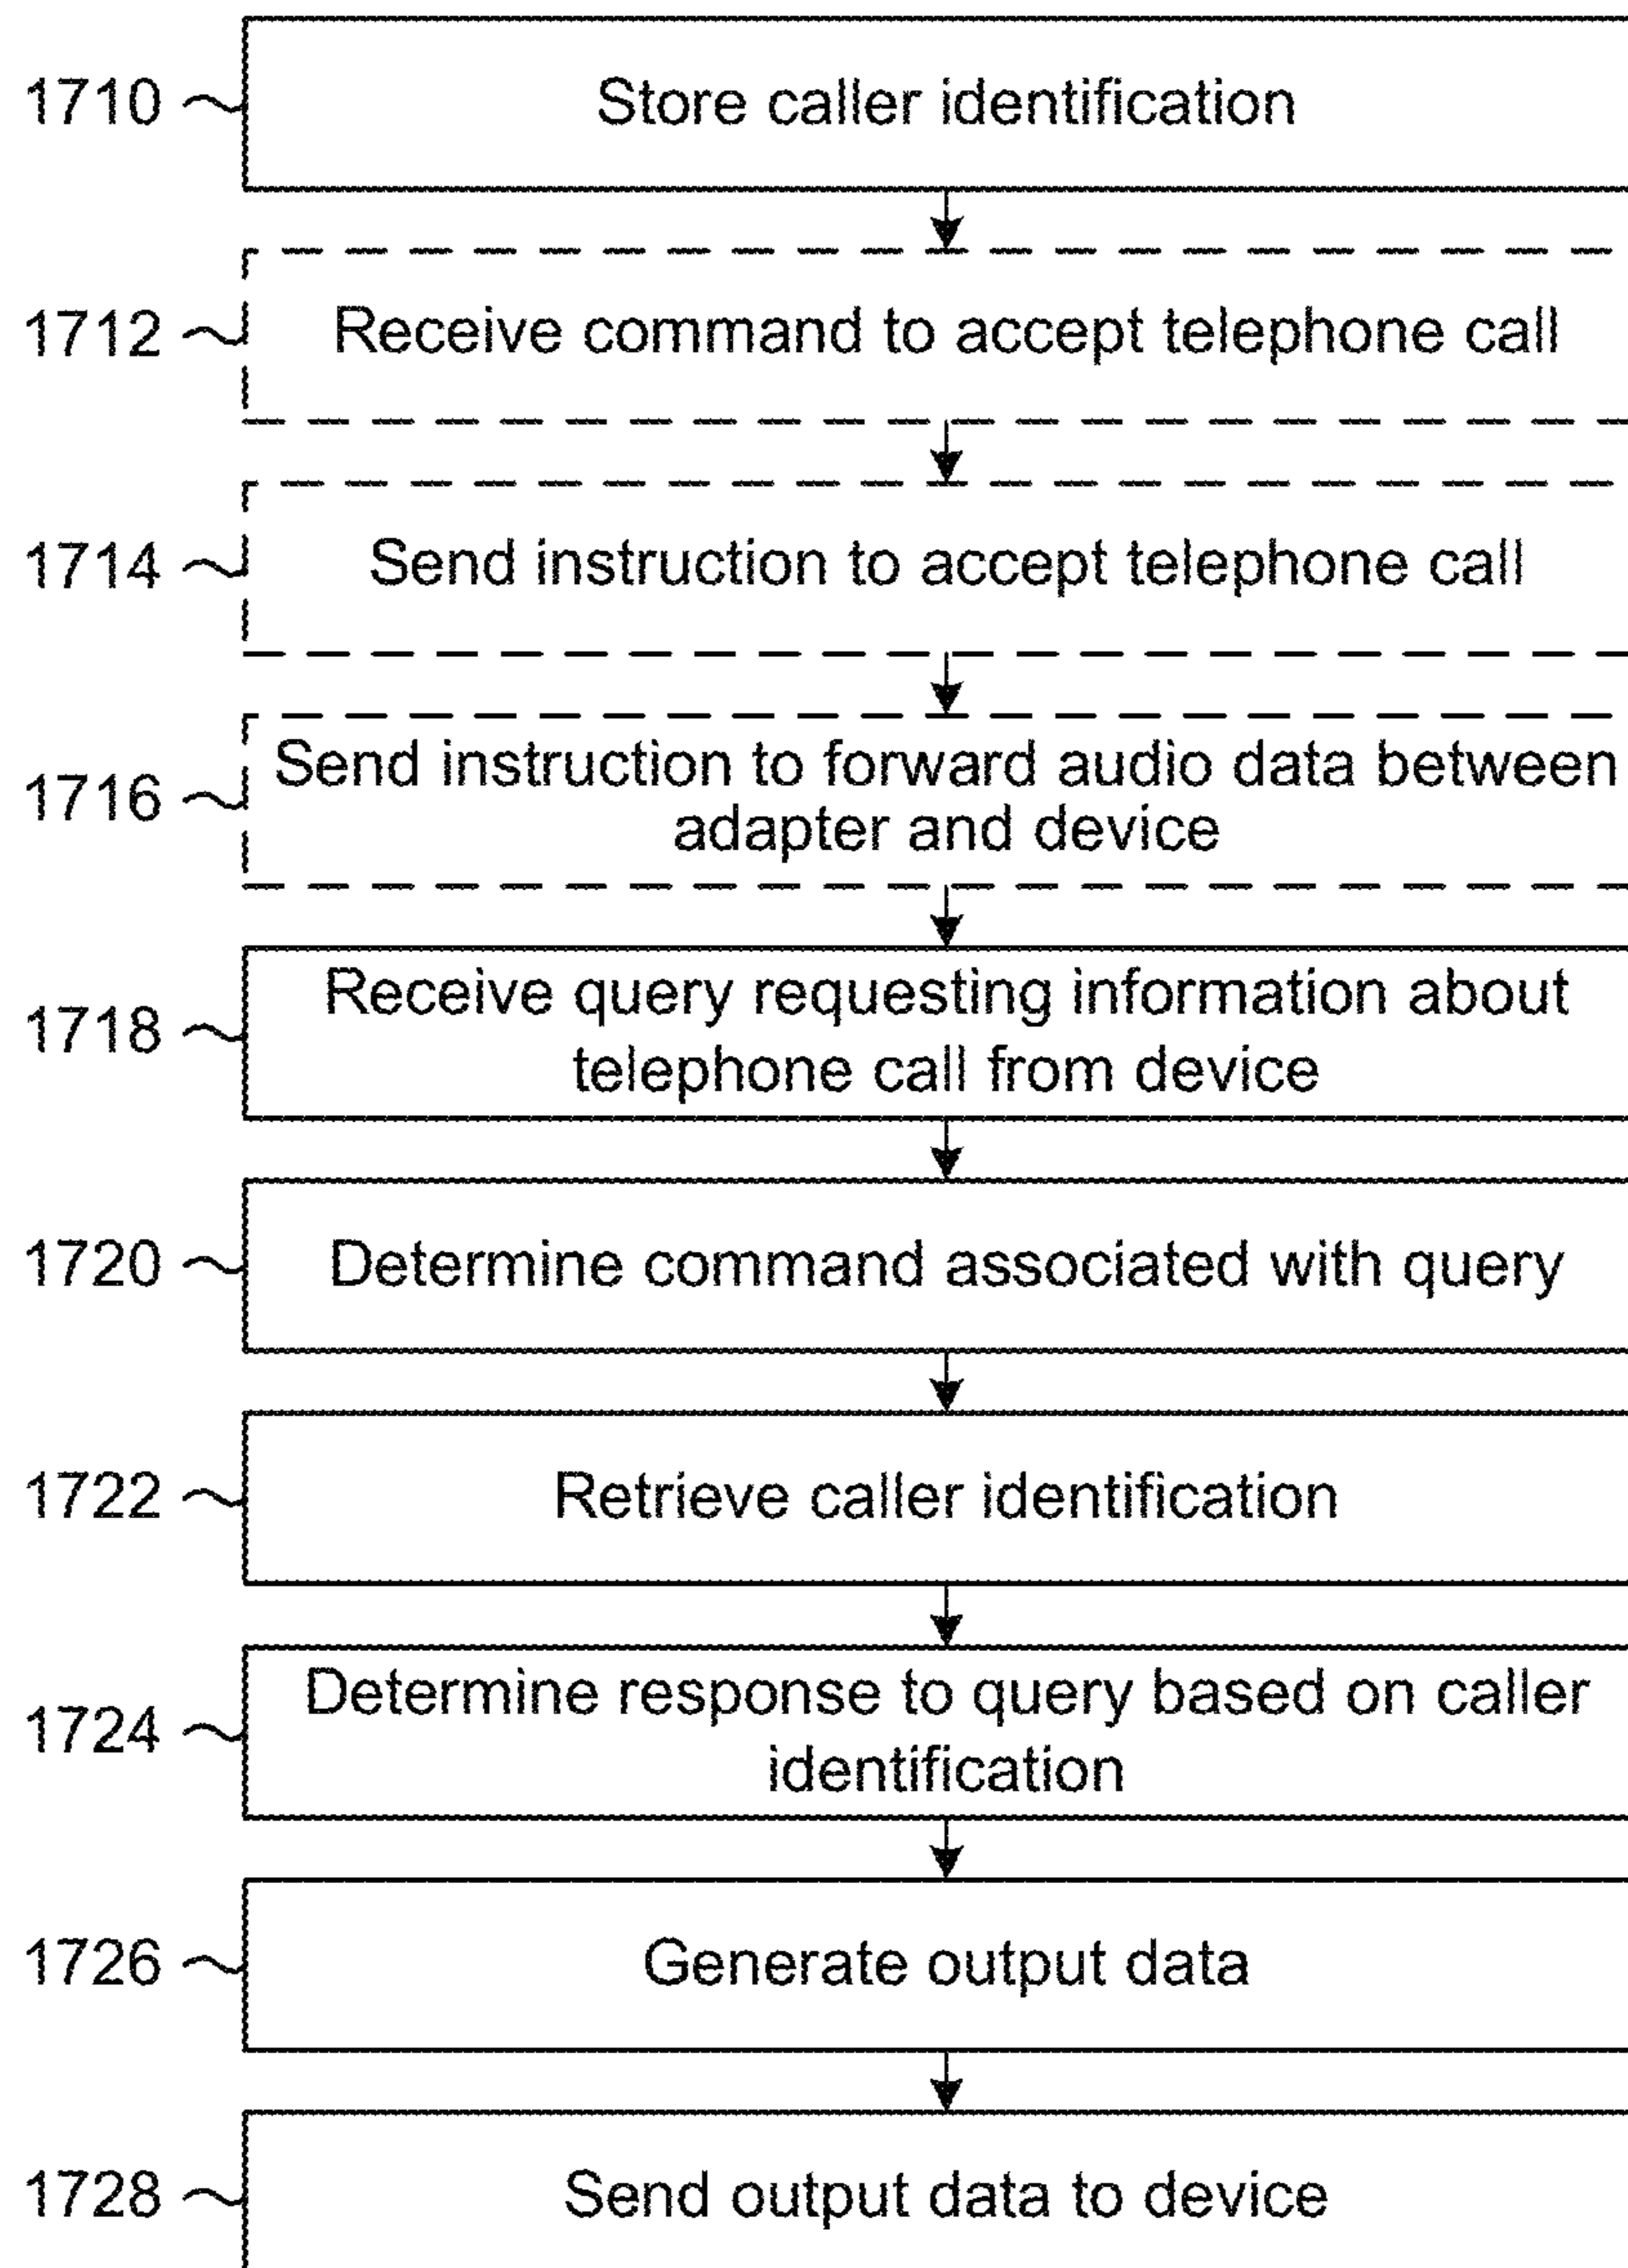 1710 Store caller identification
1712 Receive command to accept telephone call
1714 Send instruction to accept telephone call
1716 Send instruction to forward audio data between
adapter and device
1718 Receive query requesting information about
telephone call from device
1720 Determine command associated with query
1722 Retrieve caller identification
1724 Determine response to query based on caller
identification
1726 Generate output data
1728 Send output data to device